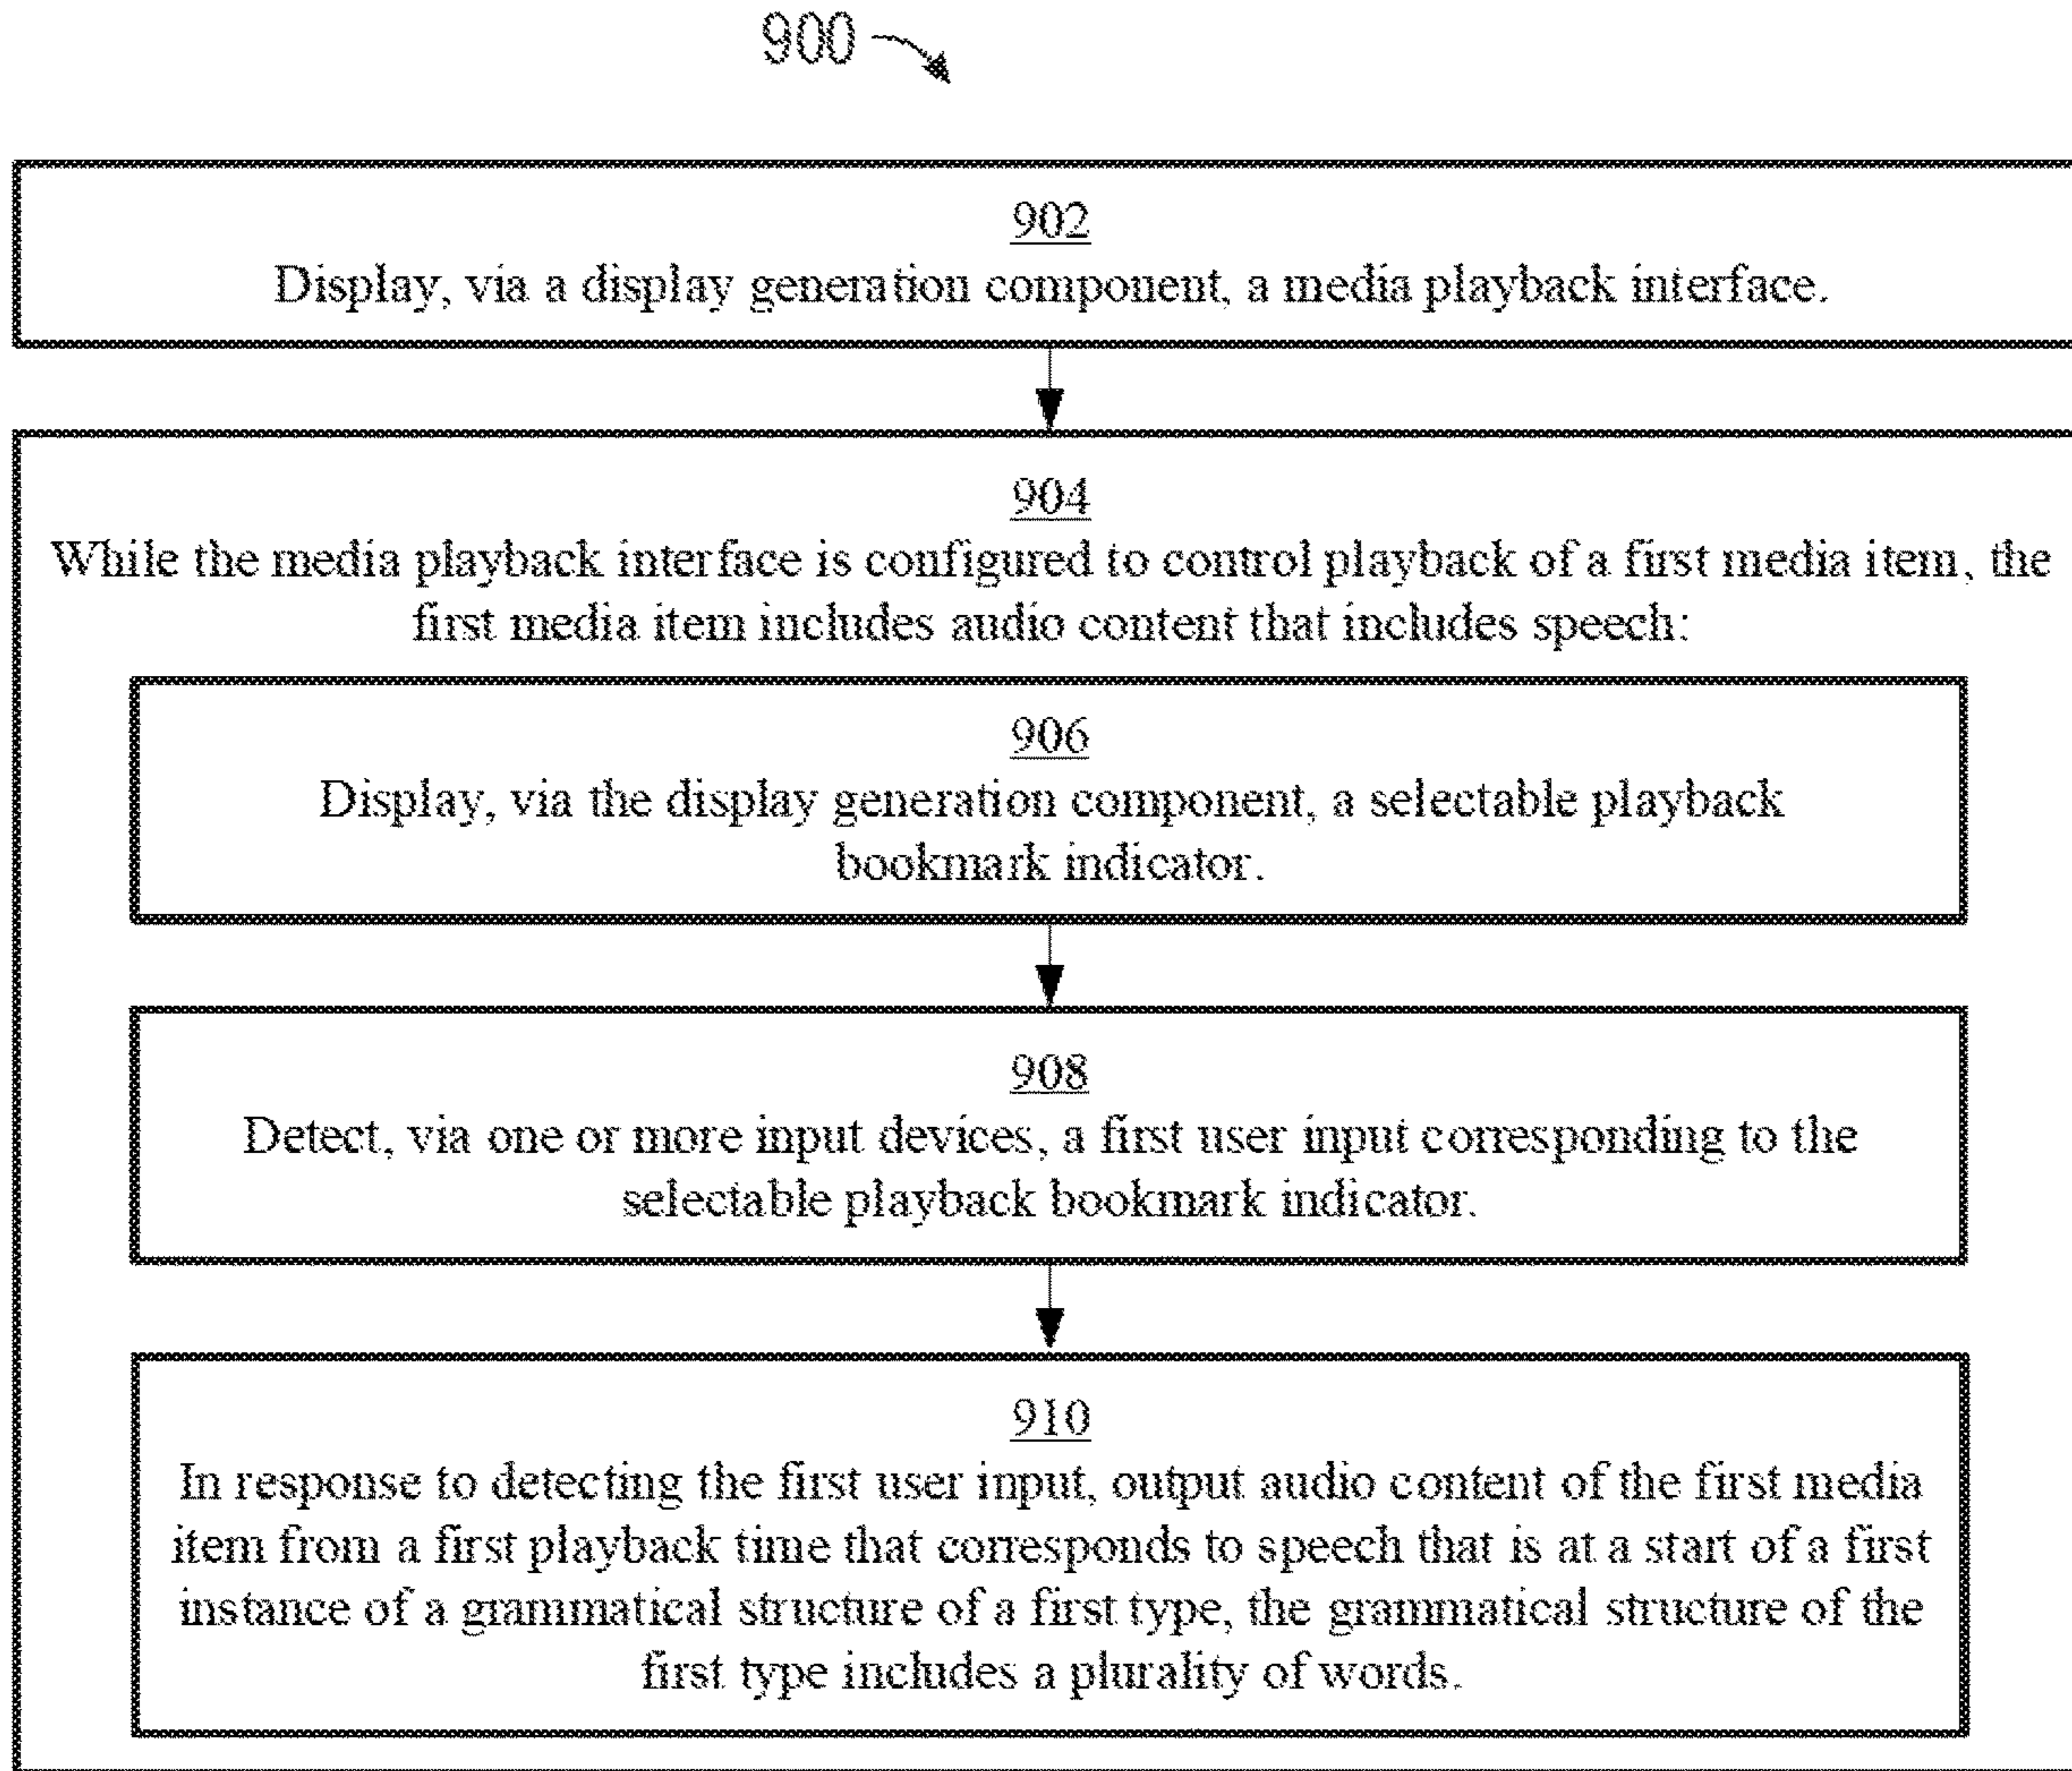 900
902
Display, via a display generation component, a media playback interface.
904
While the media playback interface is configured to control playback of a first media item, the
first media item includes audio content that includes speech:
906
Display, via the display generation component, a selectable playback
bookmark indicator.
908
Detect, via one or more input devices, a first user input corresponding to the
selectable playback bookmark indicator.
910
In response to detecting the first user input, output audio content of the first media
item from a first playback time that corresponds to speech that is at a start of a first
instance of a grammatical structure of a first type, the grammatical structure of the
first type includes a plurality of words.